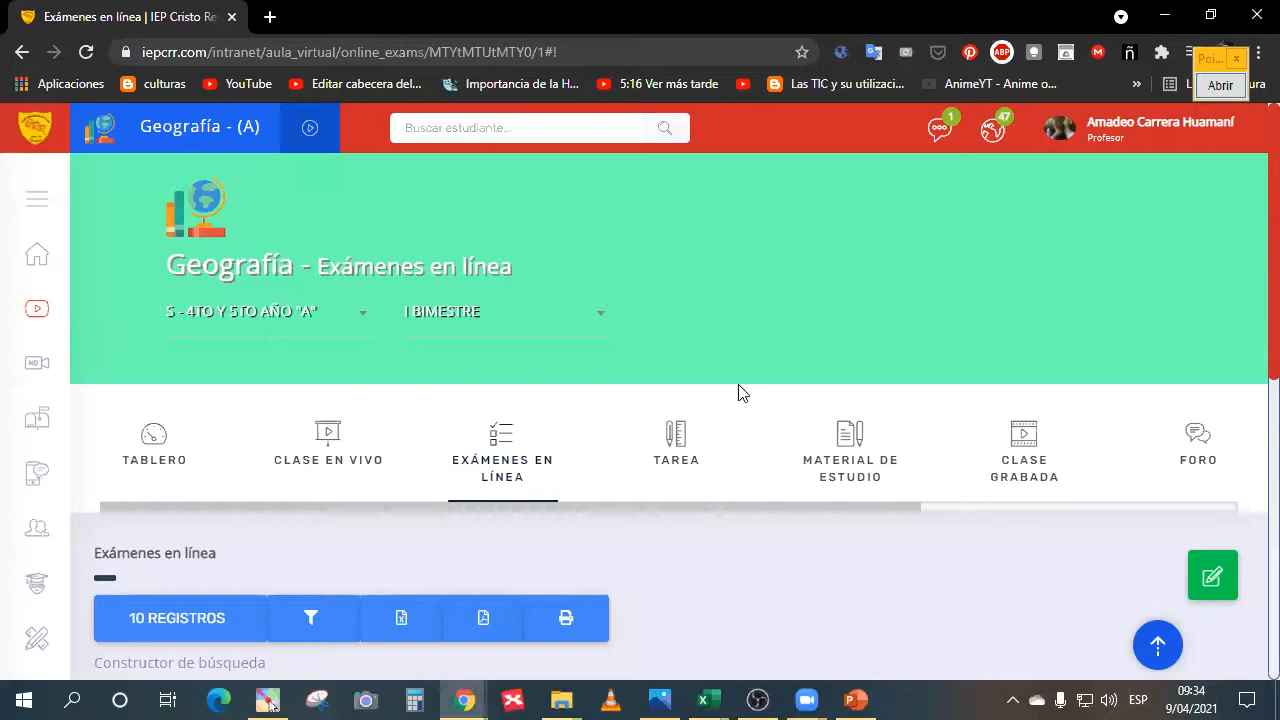 Exámenes en línea | IEP Cristo Re
iepcrr.com/intranet/aula_virtual/online_exams/MTYtMTUtMTY0/1#!
ABP
M
ñ
Poi...
Abrir
Aplicaciones
culturas
YouTube
Editar cabecera del...
Importancia de la H...
5:16 Ver más tarde
Las TIC y su utilizaci...
AnimeYT - Anime o...
»
Geografía - (A)
Buscar estudiante...
1
47
Amadeo Carrera Huamaní
Profesor
HD
Geografía - Exámenes en línea
S - 4TO Y 5TO AÑO "A"
I BIMESTRE
TABLERO
CLASE EN VIVO
EXÁMENES EN
LÍNEA
TAREA
MATERIAL DE
ESTUDIO
CLASE
GRABADA
FORO
Exámenes en línea
10 REGISTROS
Constructor de búsqueda
ESP
09:34
9/04/2021